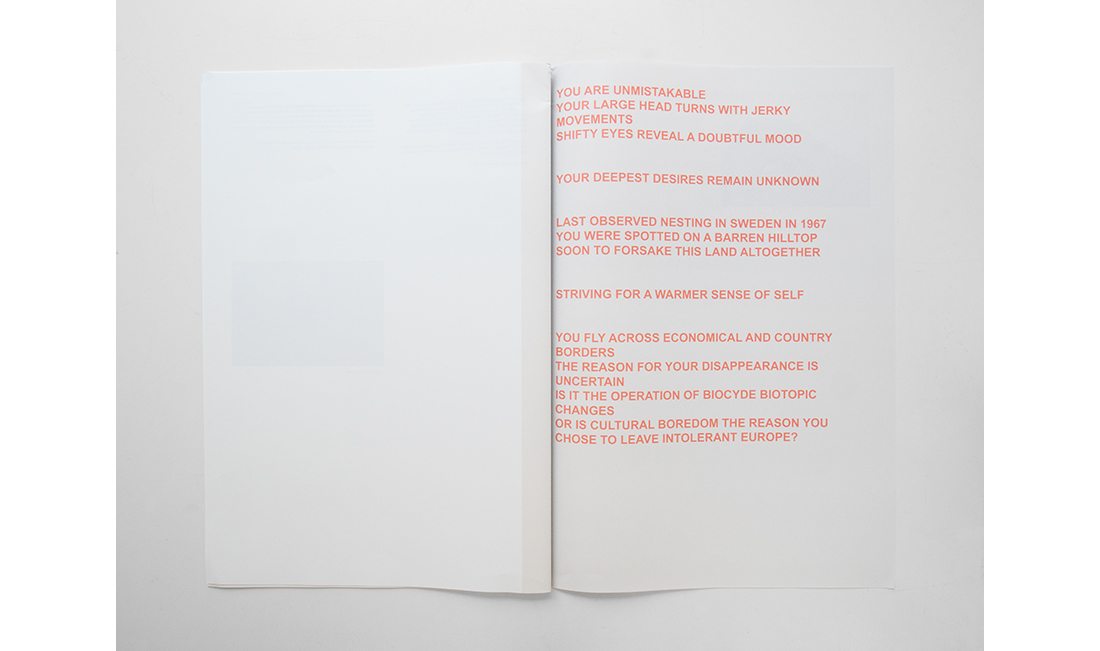 YOU ARE UNMISTAKABLE
YOUR LARGE HEAD TURNS WITH JERKY
MOVEMENTS
SHIFTY EYES REVEAL A DOUBTFUL MOOD
YOUR DEEPEST DESIRES REMAIN UNKNOWN
LAST OBSERVED NESTING IN SWEDEN IN 1967
YOU WERE SPOTTED ON A BARREN HILLTOP
SOON TO FORSAKE THIS LAND ALTOGETHER
STRIVING FOR A WARMER SENSE OF SELF
YOU FLY ACROSS ECONOMICAL AND COUNTRY
BORDERS
THE REASON FOR YOUR DISAPPEARANCE IS
UNCERTAIN
IS IT THE OPERATION OF BIOCYDE BIOTOPIC
CHANGES
OR IS CULTURAL BOREDOM THE REASON YOU
CHOSE TO LEAVE INTOLERANT EUROPE?